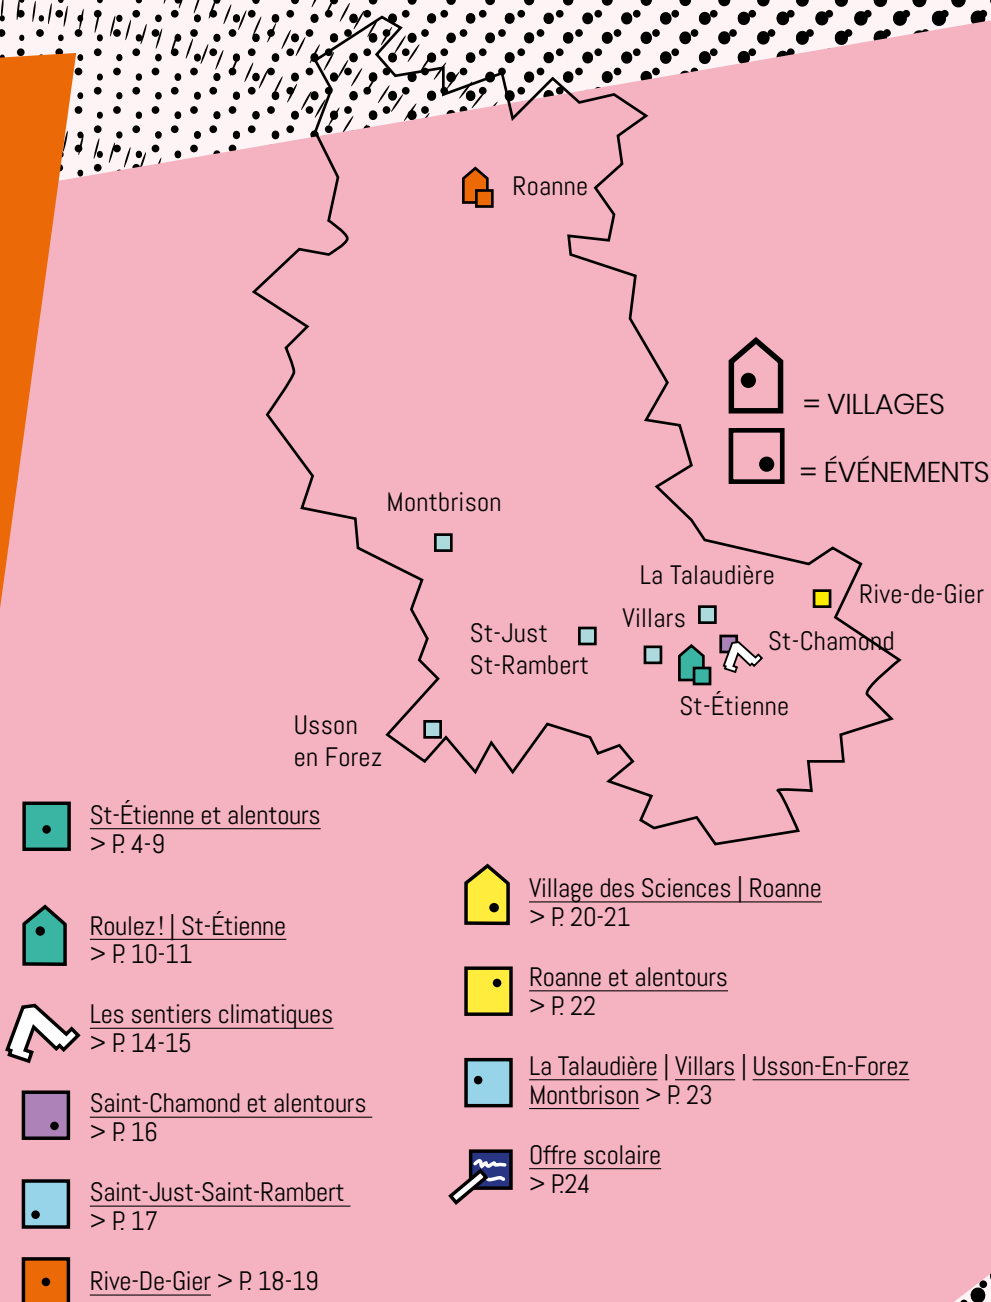 Roanne
= VILLAGES
= ÉVÉNEMENTS
Montbrison
La Talaudière
Rive-de-Gier
Villars
St-Just
St-Rambert
St-Chamond
St-Étienne
Usson
en Forez
St-Étienne et alentours
> P. 4-9
Roulez! | St-Étienne
> P. 10-11
Les sentiers climatiques
> P. 14-15
Saint-Chamond et alentours
> P. 16
Saint-Just-Saint-Rambert
> P. 17
Rive-De-Gier > P. 18-19
Village des Sciences | Roanne
> P. 20-21
Roanne et alentours
> P. 22
La Talaudière | Villars | Usson-En-Forez
Montbrison > P. 23
Offre scolaire
> P.24